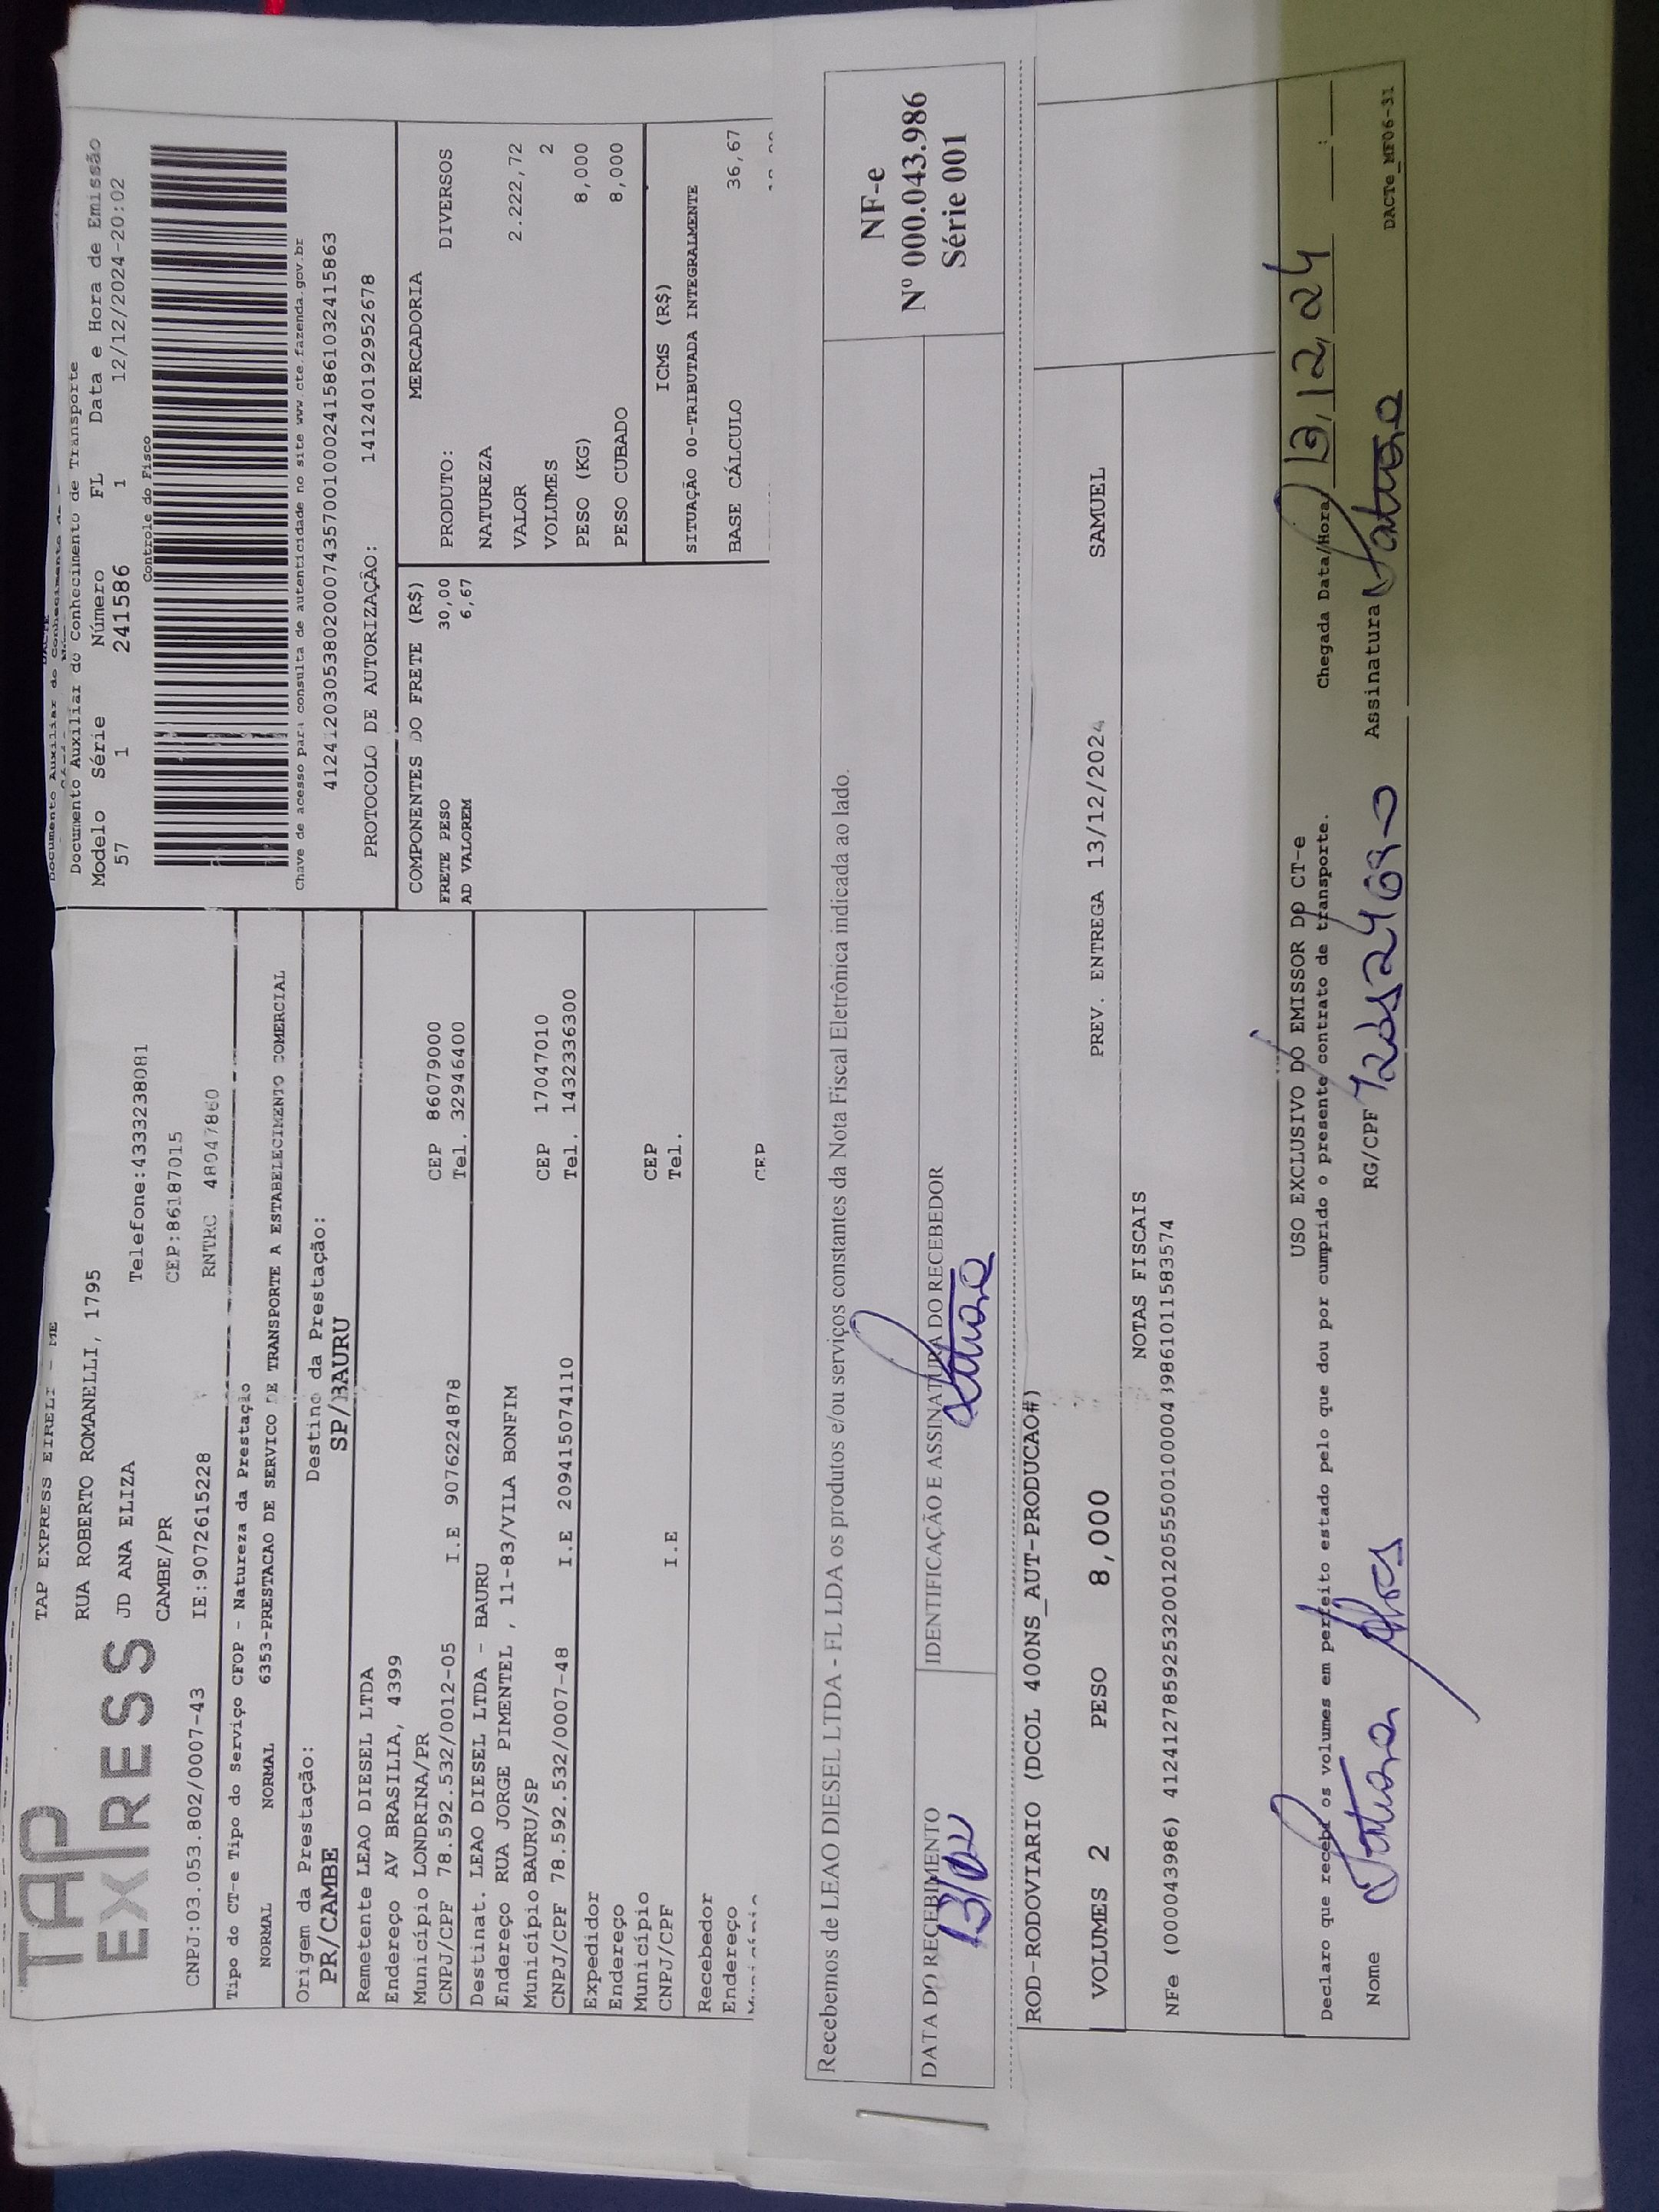 TAP
EXPRESS
TAP EXPRESS EIRELI - ME
RUA ROBERTO ROMANELLI, 1795
JD ANA ELIZA Telefone:4333238081
CAMBE/PR CEP:86187015
CNPJ:03.053.802/0007-43 IE:9072615228 RNTRC 48047860
Documento Auxiliar do Conhecimento de Transporte
Modelo Série Número FL Data e Hora de Emissão
57 1 241586 1 12/12/2024-20:02
Controle do Fisco
Chave de acesso para consulta de autenticidade no site www.cte.fazenda.gov.br
41241203053802000743570010002415861032415863
PROTOCOLO DE AUTORIZAÇÃO: 141240192952678
Tipo do CT-e Tipo do Serviço CFOP - Natureza da Prestação
NORMAL NORMAL 6353-PRESTACAO DE SERVICO DE TRANSPORTE A ESTABELECIMENTO COMERCIAL
Origem da Prestação: Destino da Prestação:
PR/CAMBE SP/BAURU
Remetente LEAO DIESEL LTDA
Endereço AV BRASILIA, 4399
Município LONDRINA/PR CEP 86079000
CNPJ/CPF 78.592.532/0012-05 I.E 9076224878 Tel. 32946400
Destinat. LEAO DIESEL LTDA - BAURU
Endereço RUA JORGE PIMENTEL , 11-83/VILA BONFIM
Município BAURU/SP CEP 17047010
CNPJ/CPF 78.592.532/0007-48 I.E 209415074110 Tel. 1432336300
Expedidor
Endereço
Município CEP
CNPJ/CPF I.E Tel.
Recebedor
Endereço
Município CEP
COMPONENTES DO FRETE (R$)
FRETE PESO 30,00
AD VALOREM 6,67
MERCADORIA
PRODUTO: DIVERSOS
NATUREZA
VALOR 2.222,72
VOLUMES 2
PESO (KG) 8,000
PESO CUBADO 8,000
ICMS (R$)
SITUAÇÃO 00-TRIBUTADA INTEGRALMENTE
BASE CÁLCULO 36,67
Recebemos de LEAO DIESEL LTDA - FL LDA os produtos e/ou serviços constantes da Nota Fiscal Eletrônica indicada ao lado.
NF-e
Nº 000.043.986
Série 001
DATA DO RECEBIMENTO IDENTIFICAÇÃO E ASSINATURA DO RECEBEDOR
13/12 Tatiana
ROD-RODOVIARIO (DCOL 400NS_AUT-PRODUCAO#)
VOLUMES 2 PESO 8,000 PREV. ENTREGA 13/12/2024 SAMUEL
NOTAS FISCAIS
NFe (000043986) 41241278592532001205550010000439861011583574
USO EXCLUSIVO DO EMISSOR DO CT-e
Declaro que recebi os volumes em perfeito estado pelo que dou por cumprido o presente contrato de transporte.
Chegada Data/Hora 13/12/24 :
Nome Tatiana Alves RG/CPF Assinatura Tatiana
DACTe_MF06-31